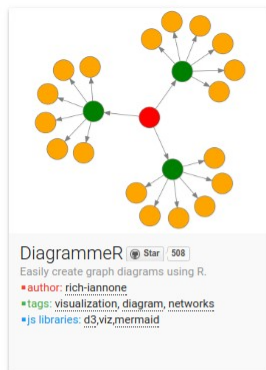 DiagrammeR Star 508
Easily create graph diagrams using R.
author: rich-iannone
tags: visualization, diagram, networks
js libraries: d3,viz,mermaid